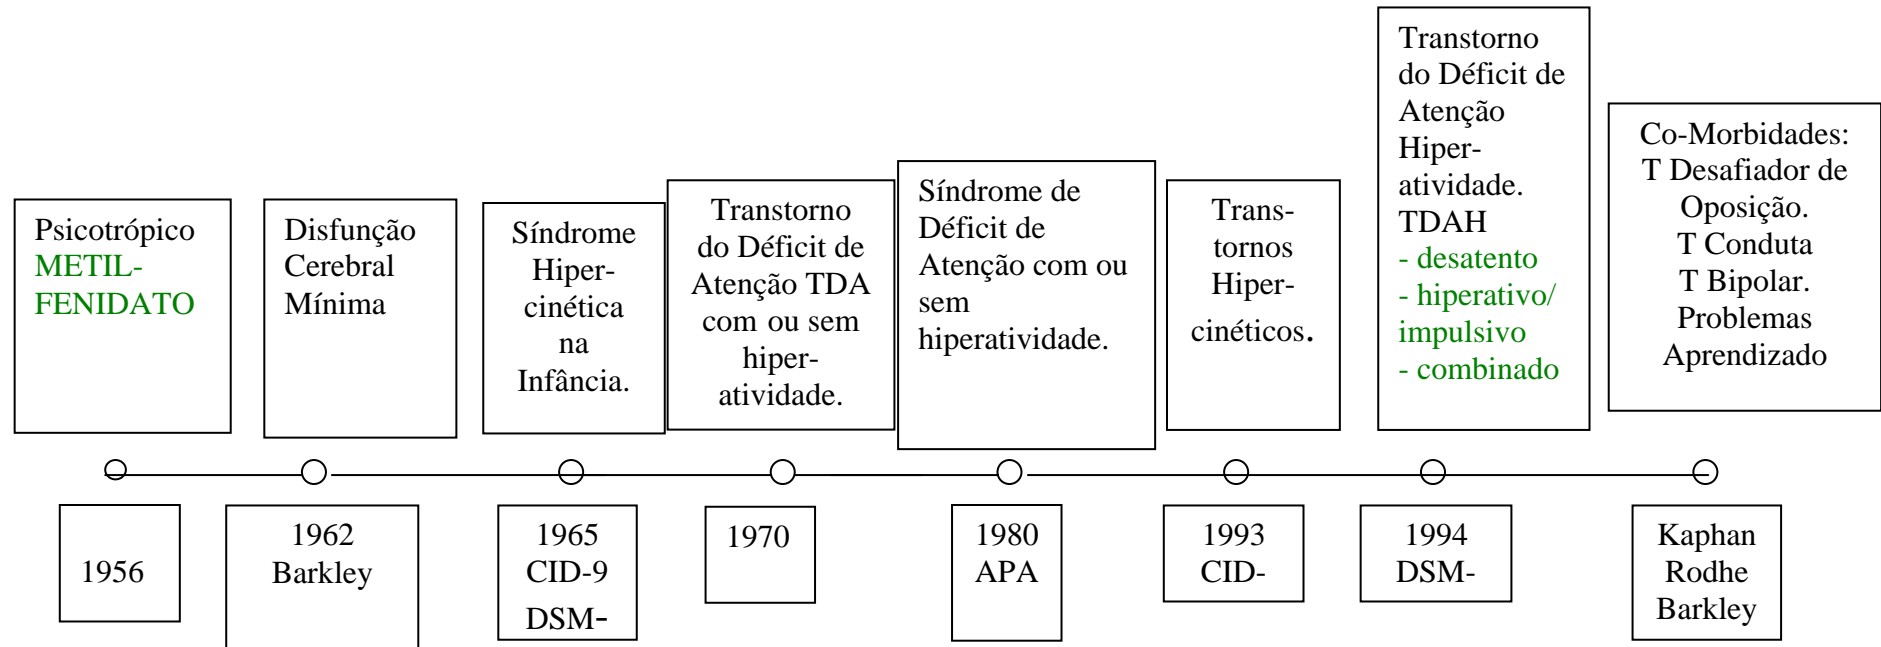 Psicotrópico
METIL-
FENIDATO
Disfunção
Cerebral
Mínima
Síndrome
Hiper-
cinética
na
Infância.
Transtorno
do Déficit de
Atenção TDA
com ou sem
hiper-
atividade.
Síndrome de
Déficit de
Atenção com ou
sem
hiperatividade.
Trans-
tornos
Hiper-
cinéticos.
Transtorno
do Déficit de
Atenção
Hiper-
atividade.
TDAH
- desatento
- hiperativo/
impulsivo
- combinado
Co-Morbidades:
T Desafiador de
Oposição.
T Conduta
T Bipolar.
Problemas
Aprendizado
1956
1962
Barkley
1965
CID-9
DSM-
1970
1980
APA
1993
CID-
1994
DSM-
Kaphan
Rodhe
Barkley